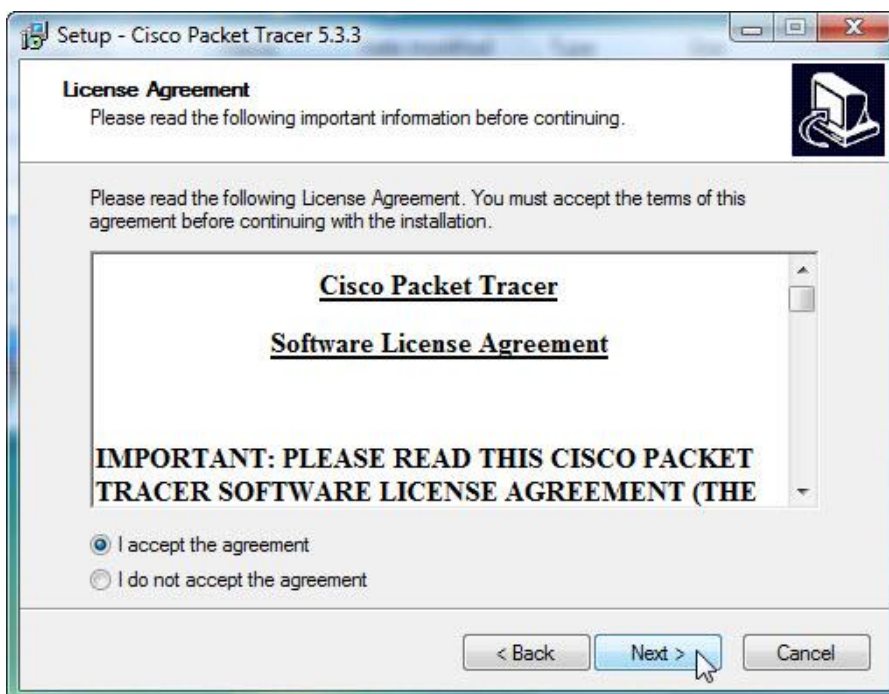 Setup - Cisco Packet Tracer 5.3.3
License Agreement
Please read the following important information before continuing.
Please read the following License Agreement. You must accept the terms of this
agreement before continuing with the installation.
Cisco Packet Tracer
Software License Agreement
IMPORTANT: PLEASE READ THIS CISCO PACKET
TRACER SOFTWARE LICENSE AGREEMENT (THE
I accept the agreement
I do not accept the agreement
< Back
Next >
Cancel